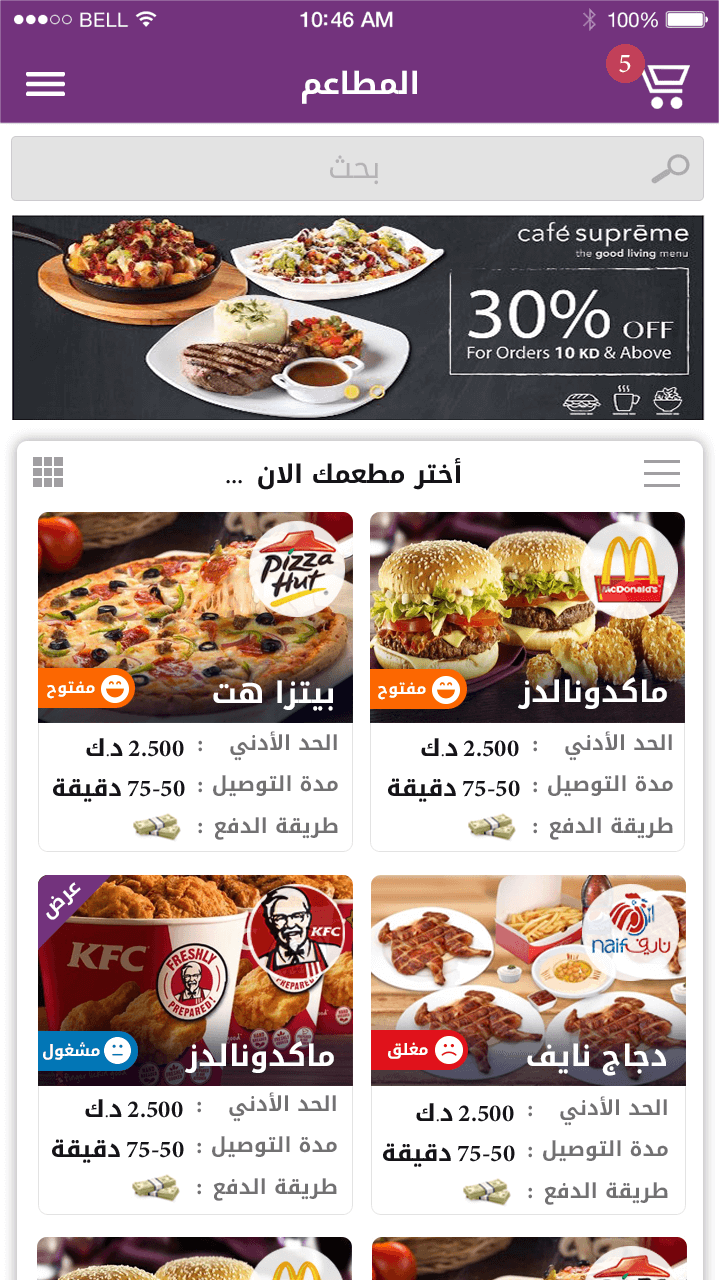 BELL 10:46 AM 100%
المطاعم
5
بحث
café suprēme
the good living menu
30% OFF
For Orders 10 KD & Above
أختر مطعمك الان ...
McDonald's
ماكدونالدز
مفتوح
الحد الأدني : 2.500 د.ك
مدة التوصيل : 50-75 دقيقة
طريقة الدفع :
Pizza Hut
بيتزا هت
مفتوح
الحد الأدني : 2.500 د.ك
مدة التوصيل : 50-75 دقيقة
طريقة الدفع :
نايف naif
دجاج نايف
مغلق
الحد الأدني : 2.500 د.ك
مدة التوصيل : 50-75 دقيقة
طريقة الدفع :
عرض
KFC
FRESHLY PREPARED!
KFC
ماكدونالدز
مشغول
الحد الأدني : 2.500 د.ك
مدة التوصيل : 50-75 دقيقة
طريقة الدفع :